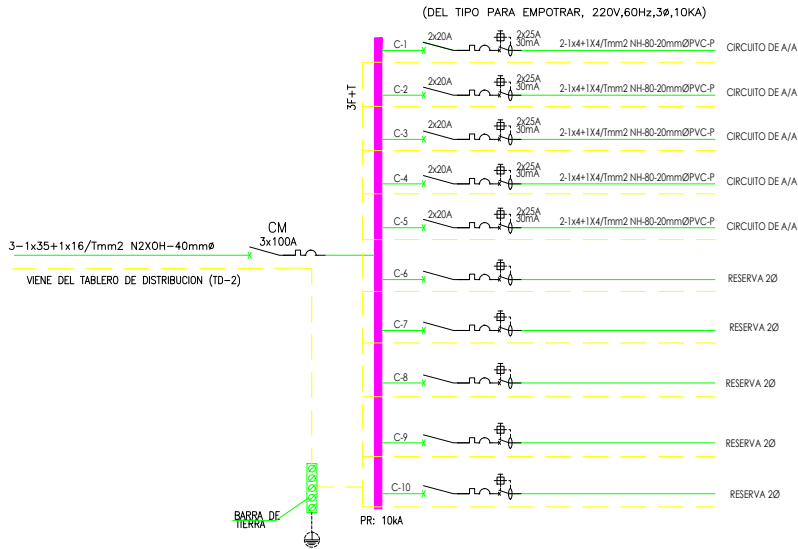 (DEL TIPO PARA EMPOTRAR, 220V,60Hz,3ø,10KA)
3F+T
C-1 2x20A 2x25A 30mA 2-1x4+1X4/Tmm2 NH-80-20mmØPVC-P CIRCUITO DE A/A
C-2 2x20A 2x25A 30mA 2-1x4+1X4/Tmm2 NH-80-20mmØPVC-P CIRCUITO DE A/A
C-3 2x20A 2x25A 30mA 2-1x4+1X4/Tmm2 NH-80-20mmØPVC-P CIRCUITO DE A/A
C-4 2x20A 2x25A 30mA 2-1x4+1X4/Tmm2 NH-80-20mmØPVC-P CIRCUITO DE A/A
C-5 2x20A 2x25A 30mA 2-1x4+1X4/Tmm2 NH-80-20mmØPVC-P CIRCUITO DE A/A
CM
3x100A
3-1x35+1x16/Tmm2 N2XOH-40mmø
VIENE DEL TABLERO DE DISTRIBUCION (TD-2)
C-6 RESERVA 2Ø
C-7 RESERVA 2Ø
C-8 RESERVA 2Ø
C-9 RESERVA 2Ø
C-10 RESERVA 2Ø
BARRA DE
TIERRA
PR: 10kA